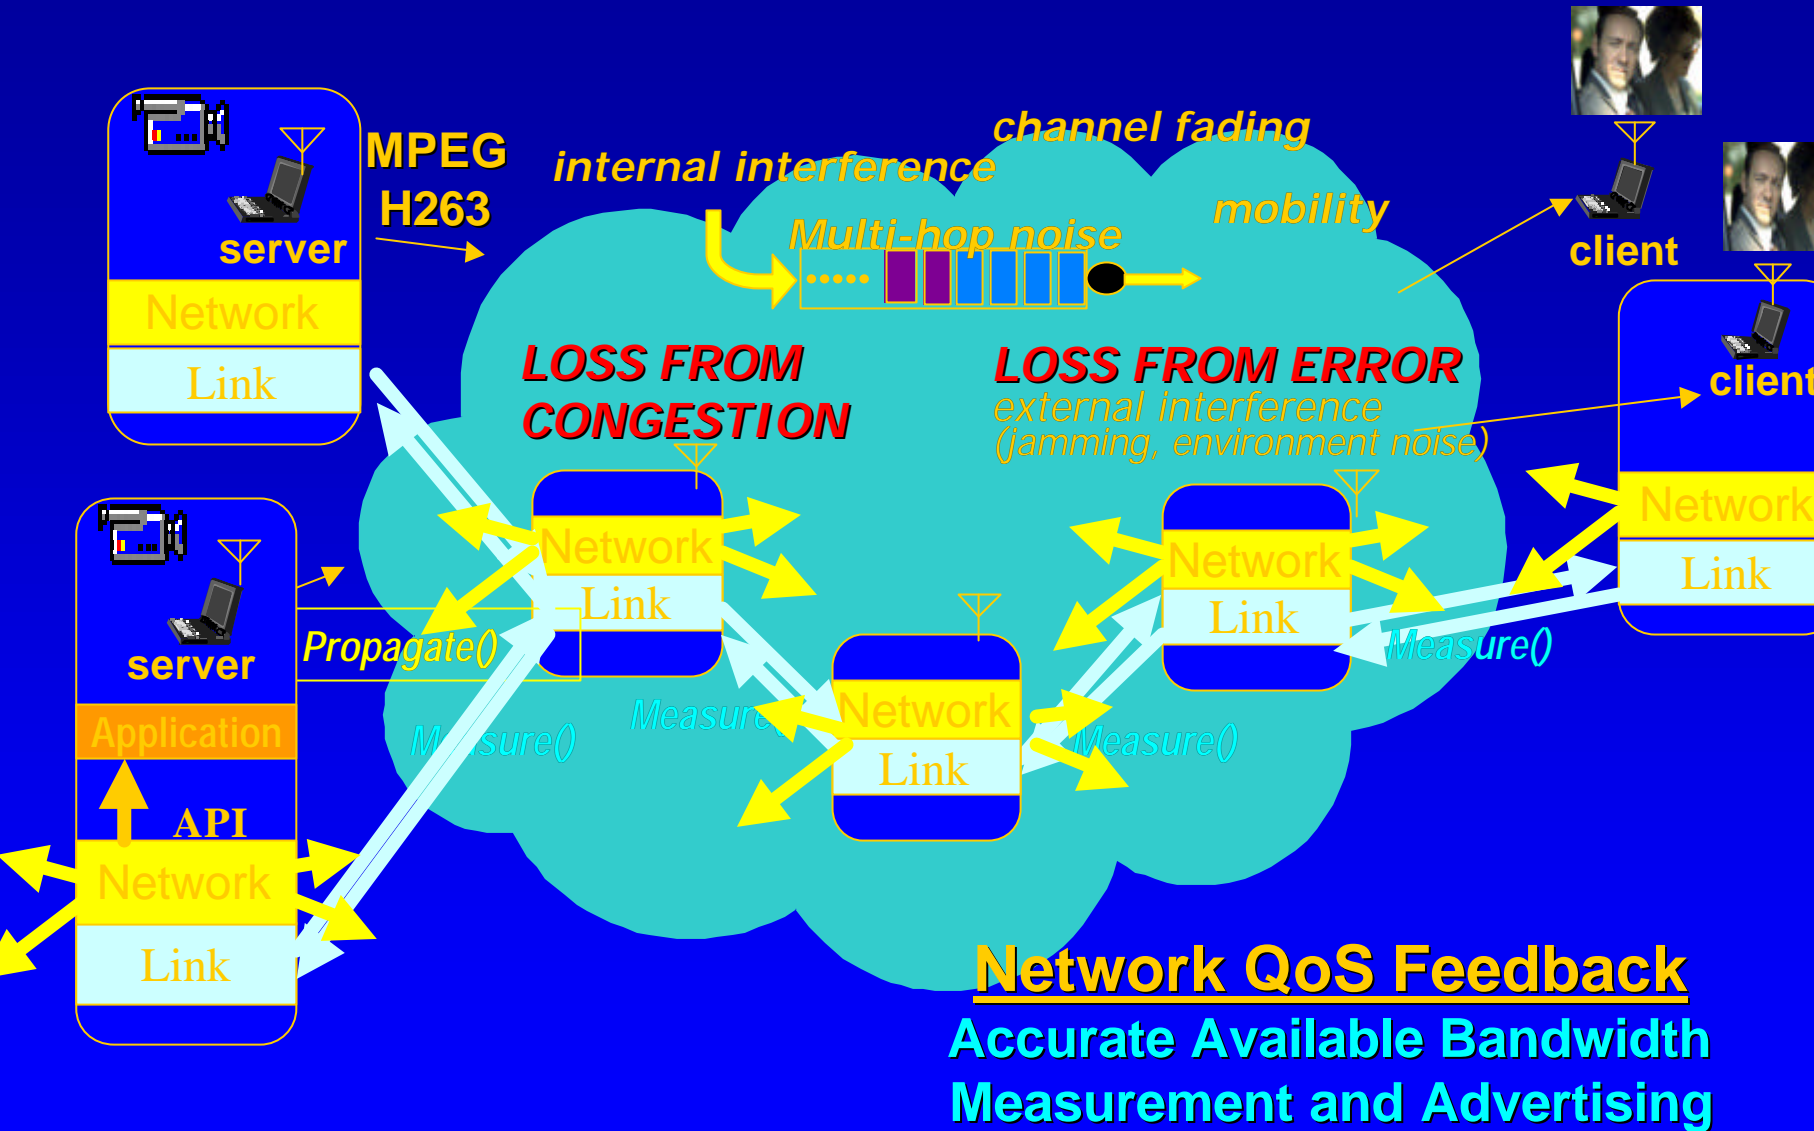 channel fading
MPEG
H263
internal interference
mobility
Multi-hop noise
server
client
Network
Link
LOSS FROM
CONGESTION
LOSS FROM ERROR
external interference
(jamming, environment noise)
client
Network
Link
Network
Link
Network
Link
Propagate()
server
Measure()
Measure()
Measure()
Measure()
Network
Link
Application
API
Network
Link
Network QoS Feedback
Accurate Available Bandwidth
Measurement and Advertising